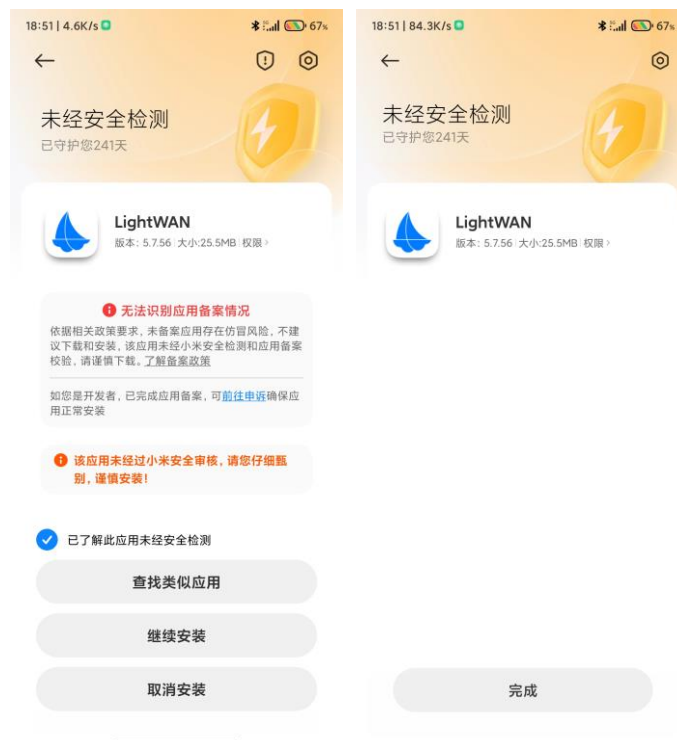 18:51 | 4.6K/s
67%
未经安全检测
已守护您241天
LightWAN
版本: 5.7.56 大小:25.5MB 权限 >
无法识别应用备案情况
依据相关政策要求, 未备案应用存在仿冒风险, 不建
议下载和安装, 该应用未经小米安全检测和应用备案
校验, 请谨慎下载。了解备案政策
如您是开发者, 已完成应用备案, 可前往申诉确保应
用正常安装
该应用未经过小米安全审核, 请您仔细甄
别, 谨慎安装!
已了解此应用未经安全检测
查找类似应用
继续安装
取消安装
18:51 | 84.3K/s
67%
未经安全检测
已守护您241天
LightWAN
版本: 5.7.56 大小:25.5MB 权限 >
完成